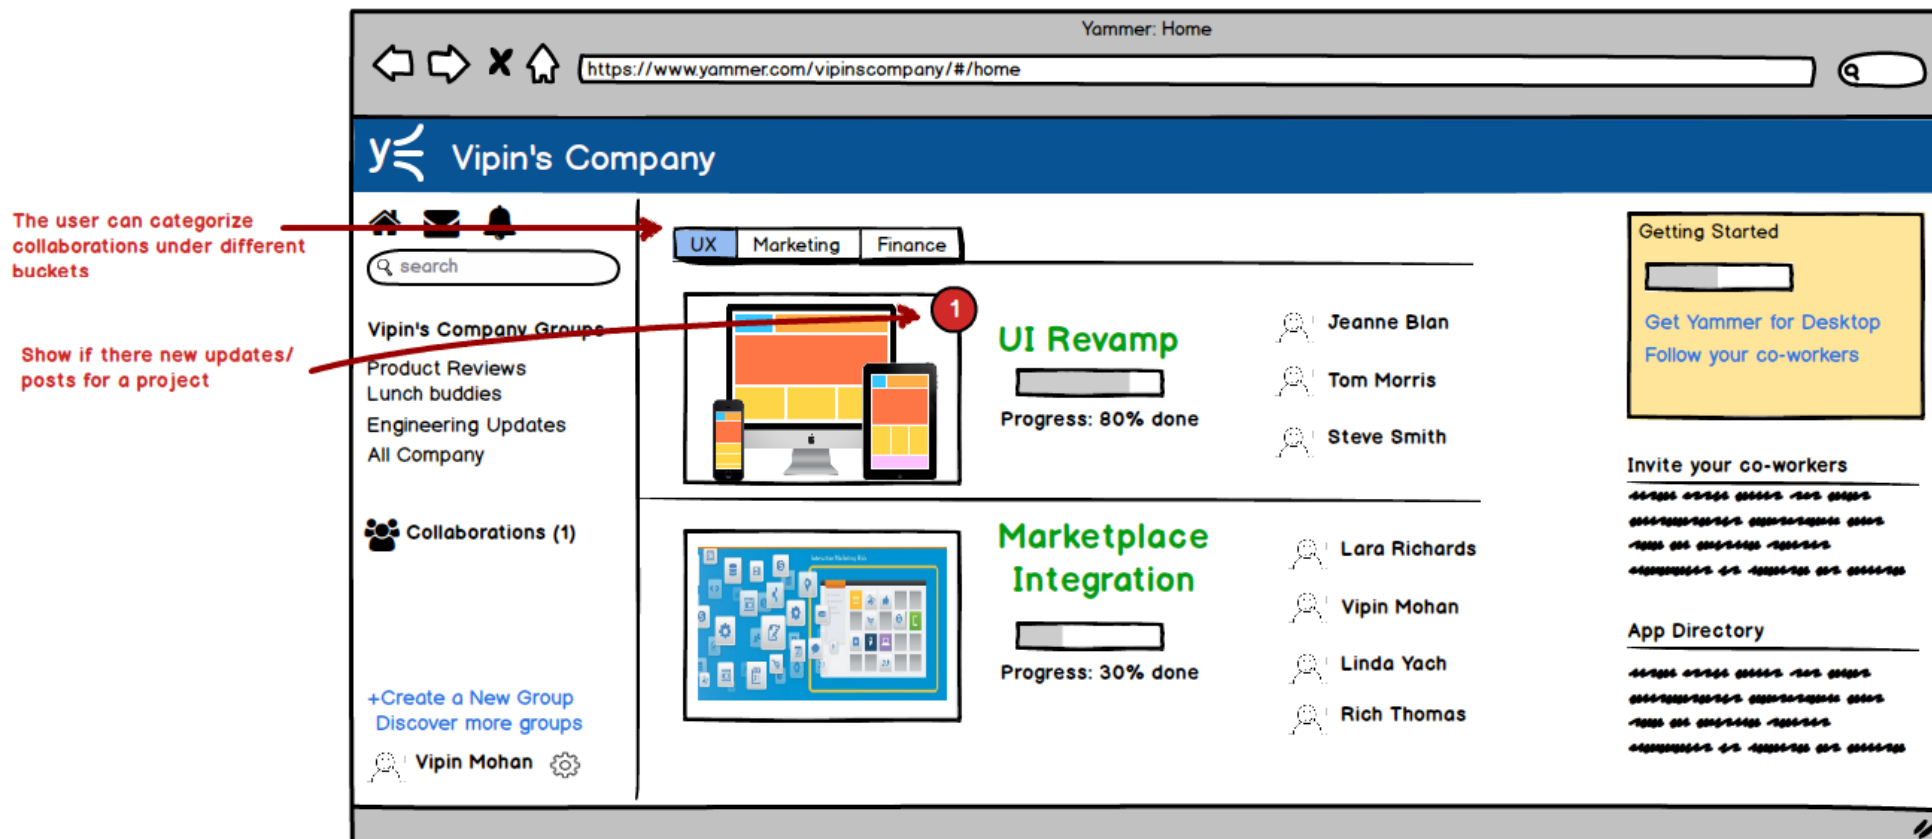 Yammer: Home
https://www.yammer.com/vipinscompany/#/home
Vipin's Company
The user can categorize
collaborations under different
buckets
Show if there new updates/
posts for a project
search
Vipin's Company Groups
Product Reviews
Lunch buddies
Engineering Updates
All Company
Collaborations (1)
+Create a New Group
Discover more groups
Vipin Mohan
UX Marketing Finance
1
UI Revamp
Progress: 80% done
Jeanne Blan
Tom Morris
Steve Smith
Marketplace
Integration
Progress: 30% done
Lara Richards
Vipin Mohan
Linda Yach
Rich Thomas
Getting Started
Get Yammer for Desktop
Follow your co-workers
Invite your co-workers
App Directory